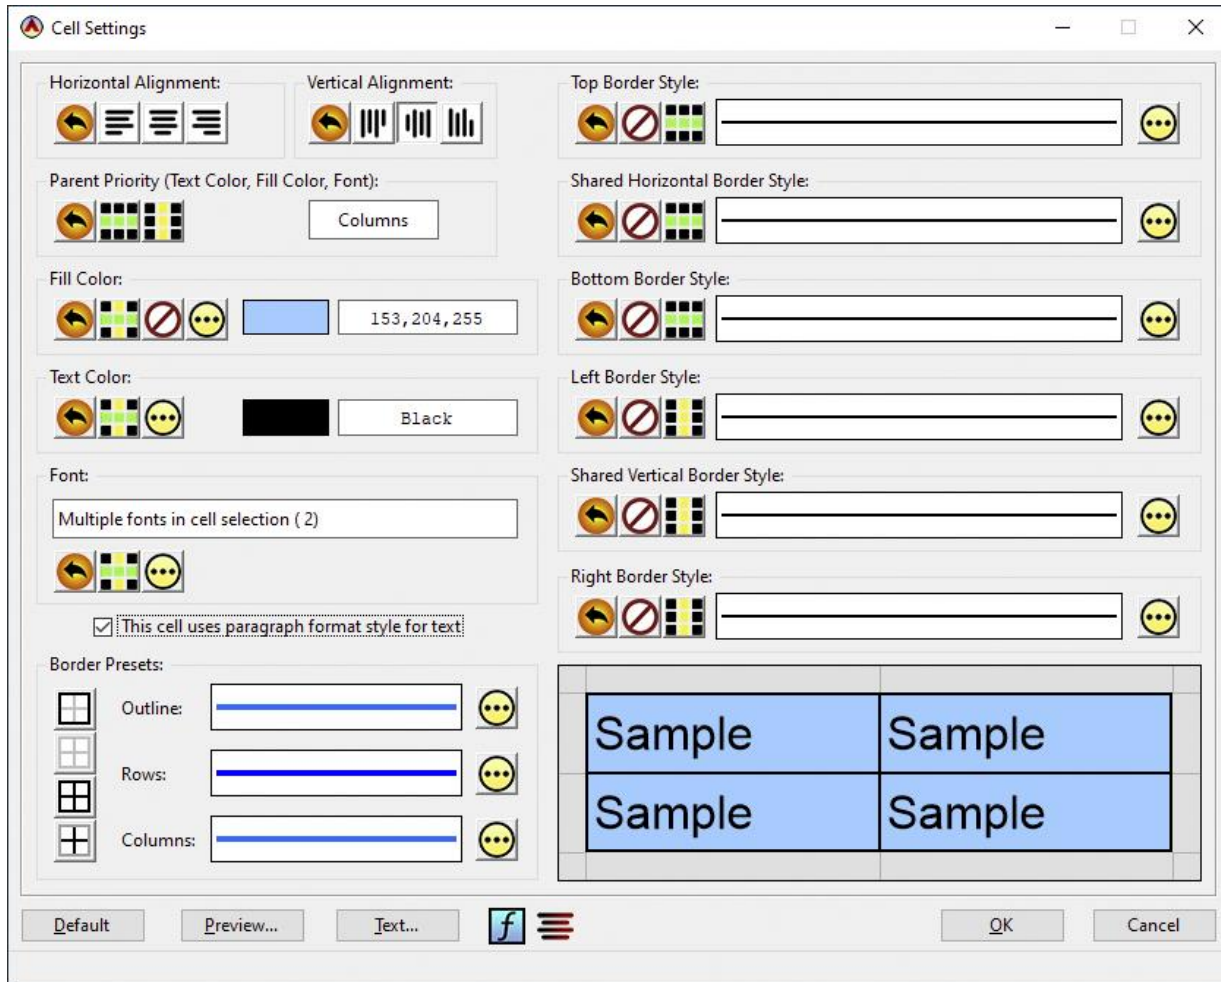 Cell Settings
Horizontal Alignment:
Vertical Alignment:
Parent Priority (Text Color, Fill Color, Font):
Columns
Fill Color:
153,204,255
Text Color:
Black
Font:
Multiple fonts in cell selection ( 2)
This cell uses paragraph format style for text
Border Presets:
Outline:
Rows:
Columns:
Top Border Style:
Shared Horizontal Border Style:
Bottom Border Style:
Left Border Style:
Shared Vertical Border Style:
Right Border Style:
Sample Sample
Sample Sample
Default Preview... Text... f OK Cancel